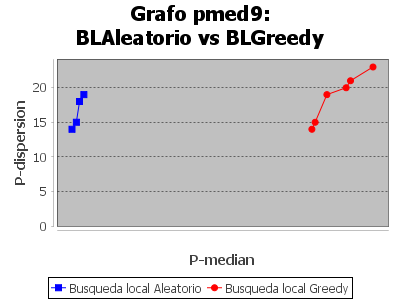 Grafo pmed9:
BLAleatorio vs BLGreedy
20
15
10
5
0
P-dispersion
P-median
Busqueda local Aleatorio
Busqueda local Greedy